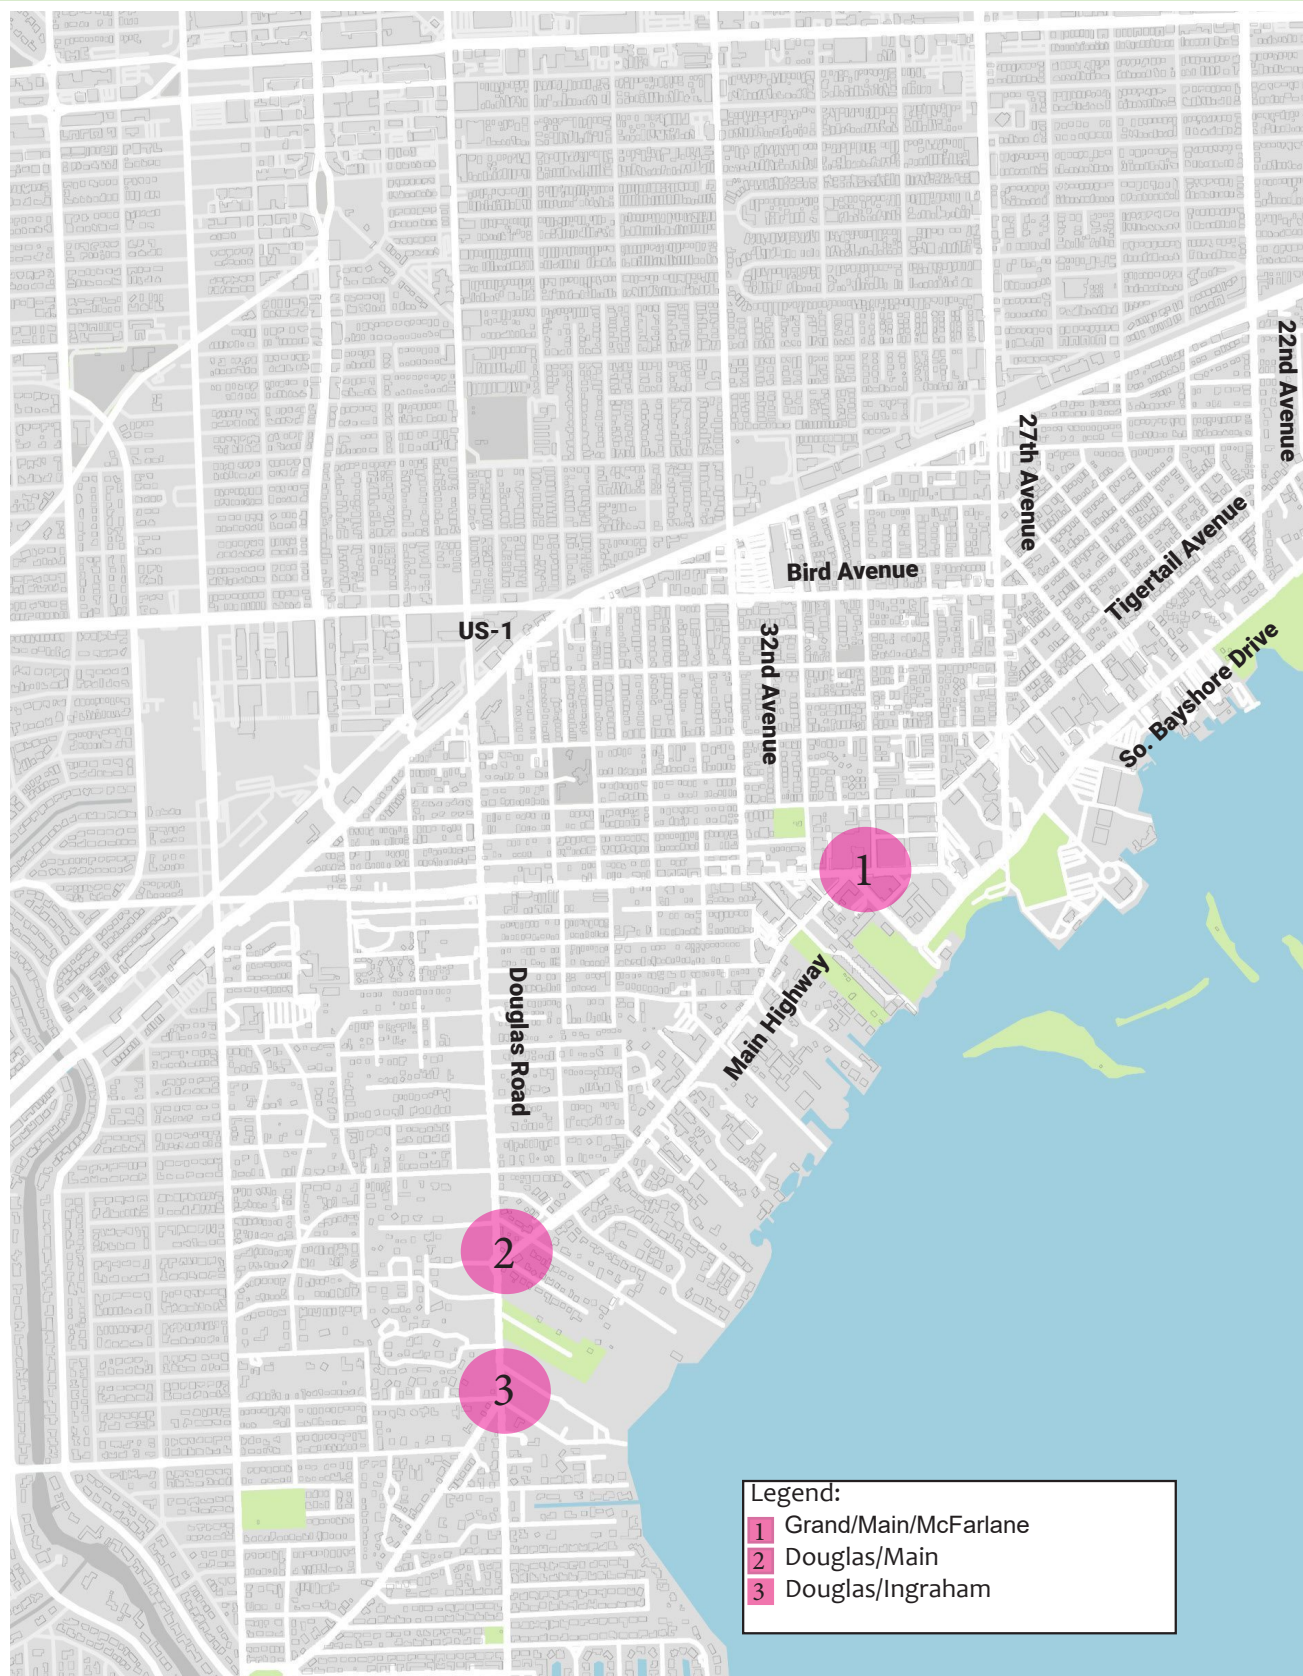 22nd Avenue
27th Avenue
Tigertail Avenue
Bird Avenue
US-1
32nd Avenue
So. Bayshore Drive
1
Main Highway
Douglas Road
2
3
Legend:
1 Grand/Main/McFarlane
2 Douglas/Main
3 Douglas/Ingraham